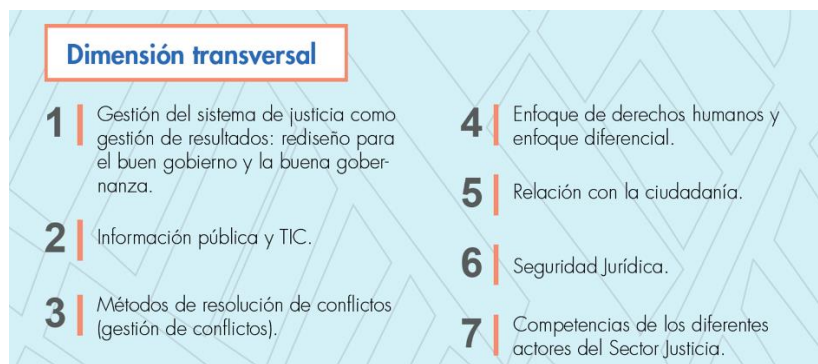 Dimensión transversal
1
Gestión del sistema de justicia como
gestión de resultados: rediseño para
el buen gobierno y la buena gober-
nanza.
2
Información pública y TIC.
3
Métodos de resolución de conflictos
(gestión de conflictos).
4
Enfoque de derechos humanos y
enfoque diferencial.
5
Relación con la ciudadanía.
6
Seguridad Jurídica.
7
Competencias de los diferentes
actores del Sector Justicia.